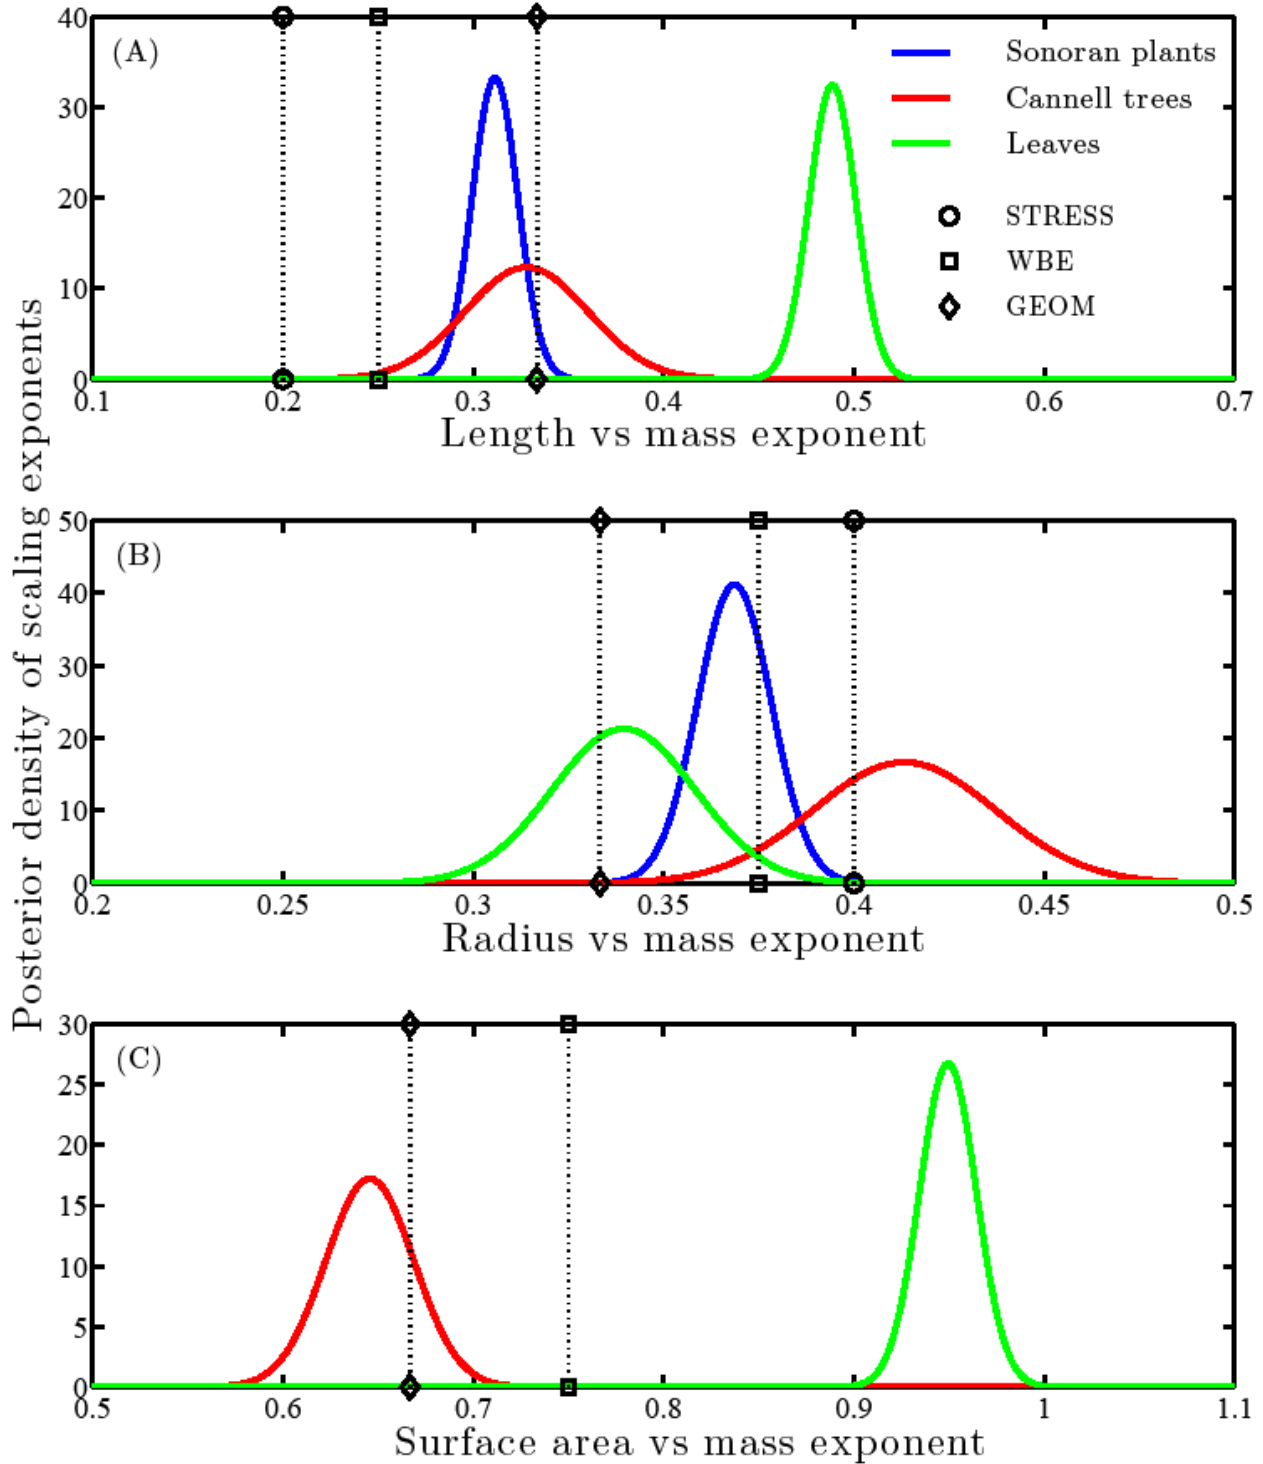 Posterior density of scaling exponents
(A)
40
30
20
10
0
0.1 0.2 0.3 0.4 0.5 0.6 0.7
Length vs mass exponent
Sonoran plants
Cannell trees
Leaves
STRESS
WBE
GEOM
(B)
50
40
30
20
10
0
0.2 0.25 0.3 0.35 0.4 0.45 0.5
Radius vs mass exponent
(C)
30
25
20
15
10
5
0
0.5 0.6 0.7 0.8 0.9 1 1.1
Surface area vs mass exponent